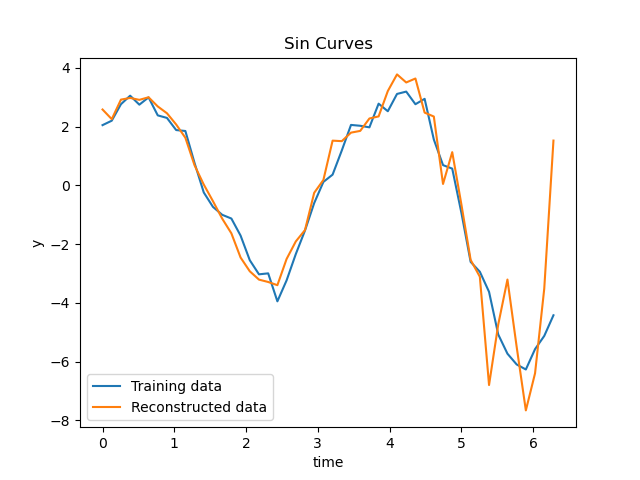 Sin Curves
4
2
0
−2
−4
−6
−8
y
Training data
Reconstructed data
0 1 2 3 4 5 6
time